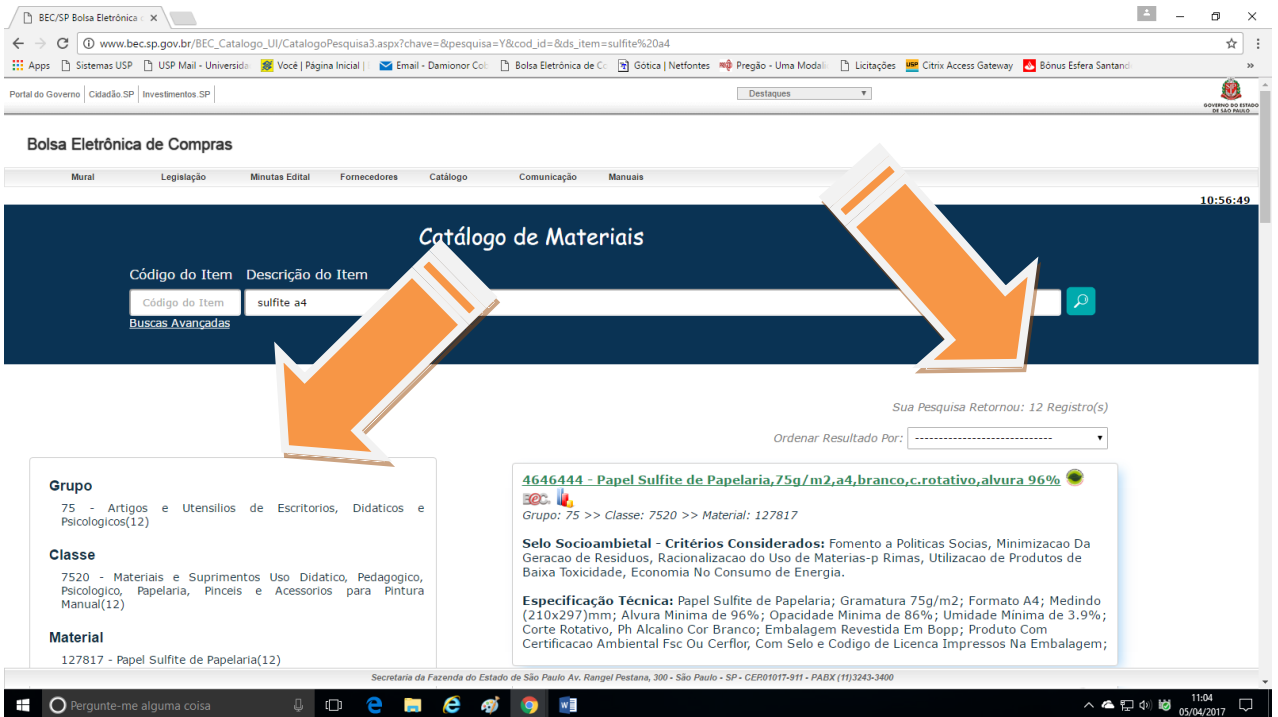 BEC/SP Bolsa Eletrônica
www.bec.sp.gov.br/BEC_Catalogo_UI/CatalogoPesquisa3.aspx?chave=&pesquisa=Y&cod_id=&ds_item=sulfite%20a4
Apps Sistemas USP USP Mail - Universida Você | Página Inicial | Email - Damionor Cob Bolsa Eletrônica de Co Gótica | Netfontes Pregão - Uma Modali Licitações Citrix Access Gateway Bônus Esfera Santand »
Portal do Governo Cidadão.SP Investimentos.SP Destaques
GOVERNO DO ESTADO
DE SÃO PAULO
Bolsa Eletrônica de Compras
Mural Legislação Minutas Edital Fornecedores Catálogo Comunicação Manuais
10:56:49
Catálogo de Materiais
Código do Item Descrição do Item
Código do Item sulfite a4
Buscas Avançadas
Sua Pesquisa Retornou: 12 Registro(s)
Ordenar Resultado Por: ----------------------------
Grupo
75 - Artigos e Utensilios de Escritorios, Didaticos e
Psicologicos(12)
Classe
7520 - Materiais e Suprimentos Uso Didatico, Pedagogico,
Psicologico, Papelaria, Pinceis e Acessorios para Pintura
Manual(12)
Material
127817 - Papel Sulfite de Papelaria(12)
4646444 - Papel Sulfite de Papelaria,75g/m2,a4,branco,c.rotativo,alvura 96%
BEC
Grupo: 75 >> Classe: 7520 >> Material: 127817
Selo Socioambietal - Critérios Considerados: Fomento a Politicas Socias, Minimizacao Da
Geracao de Residuos, Racionalizacao do Uso de Materias-p Rimas, Utilizacao de Produtos de
Baixa Toxicidade, Economia No Consumo de Energia.
Especificação Técnica: Papel Sulfite de Papelaria; Gramatura 75g/m2; Formato A4; Medindo
(210x297)mm; Alvura Minima de 96%; Opacidade Minima de 86%; Umidade Mínima de 3.9%;
Corte Rotativo, Ph Alcalino Cor Branco; Embalagem Revestida Em Bopp; Produto Com
Certificacao Ambiental Fsc Ou Cerflor, Com Selo e Codigo de Licenca Impressos Na Embalagem;
Secretaria da Fazenda do Estado de São Paulo Av. Rangel Pestana, 300 - São Paulo - SP - CEP.01017-911 - PABX (11)3243-3400
Pergunte-me alguma coisa
11:04
05/04/2017